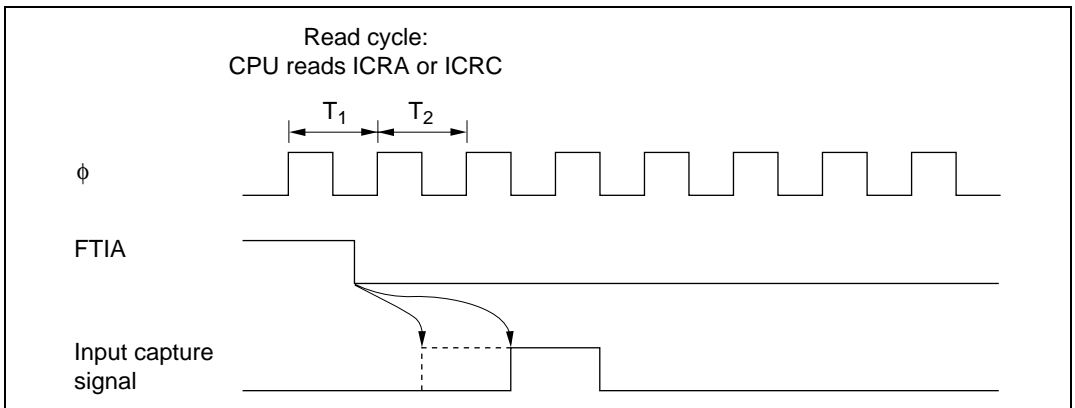 Read cycle:
CPU reads ICRA or ICRC
T1 T2
ϕ
FTIA
Input capture
signal